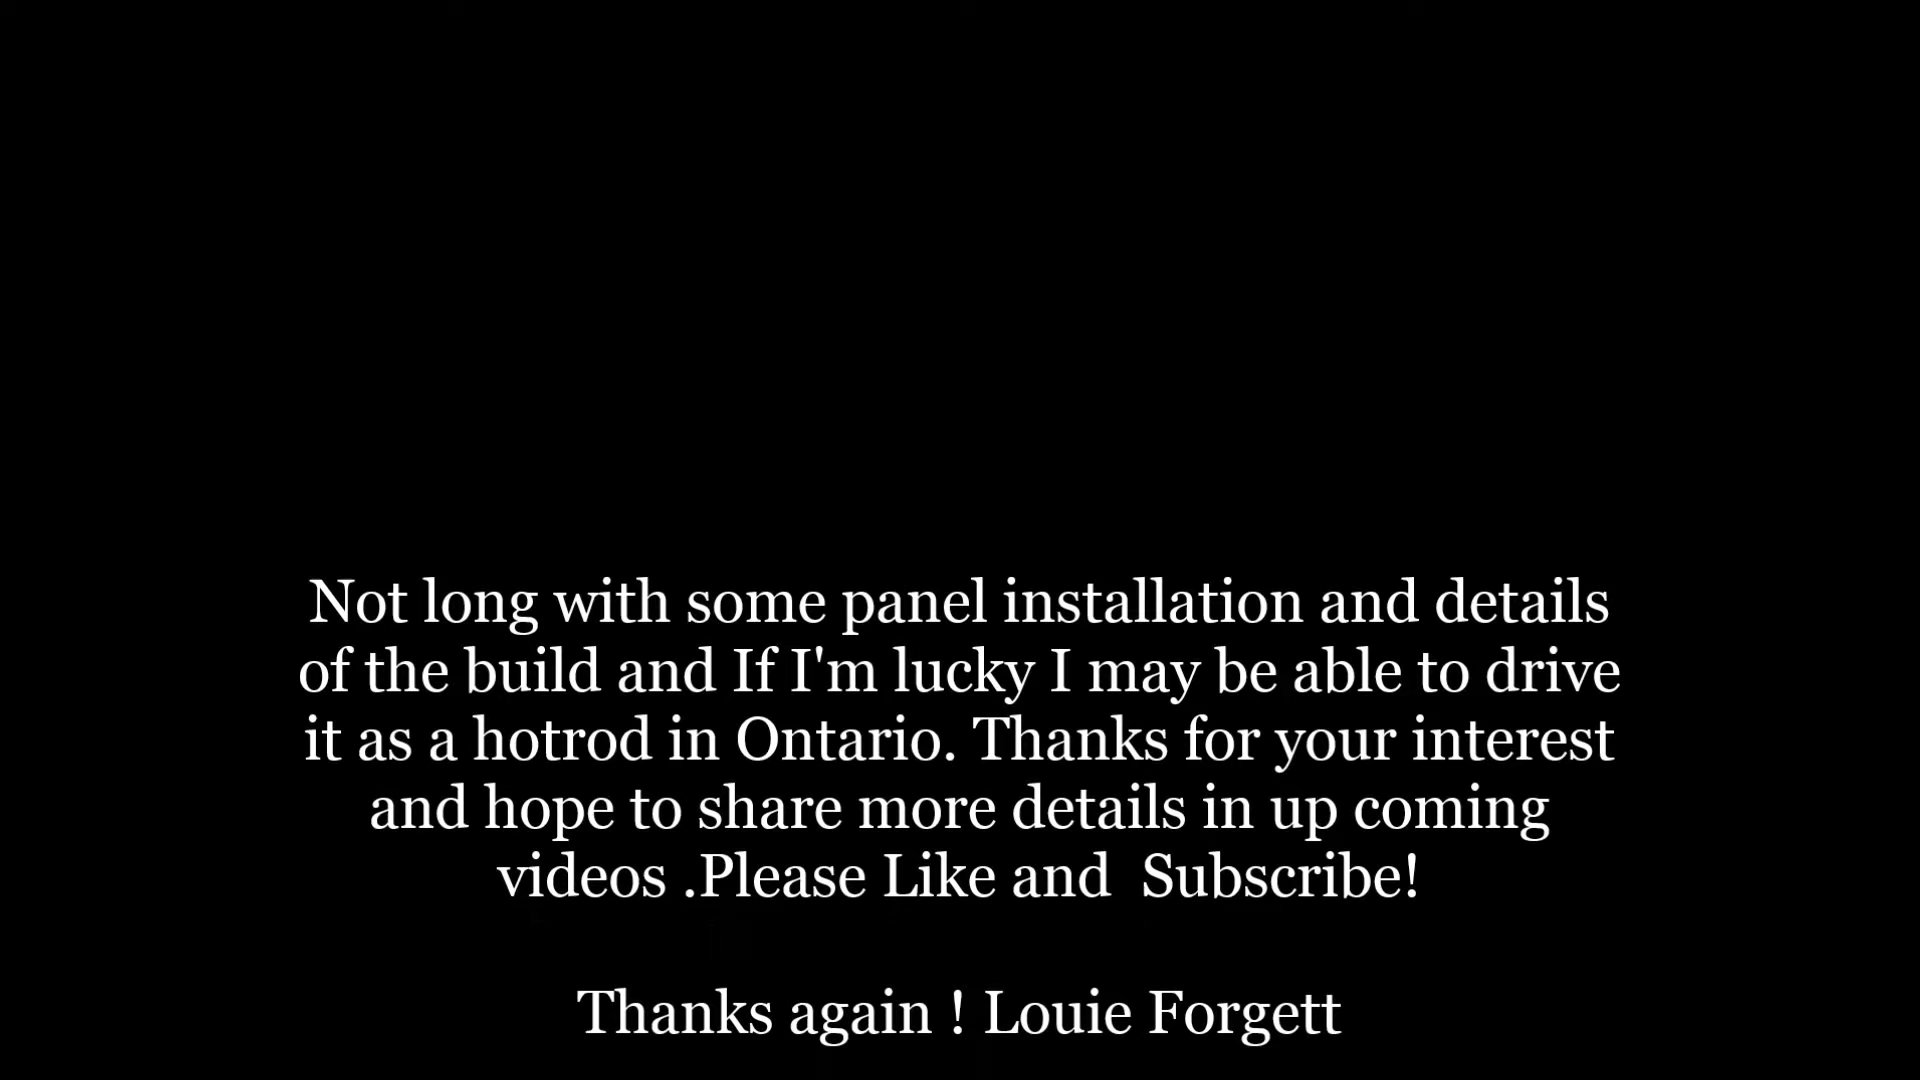 Not long with some panel installation and details
of the build and If I'm lucky I may be able to drive
it as a hotrod in Ontario. Thanks for your interest
and hope to share more details in up coming
videos .Please Like and  Subscribe!
Thanks again ! Louie Forgett